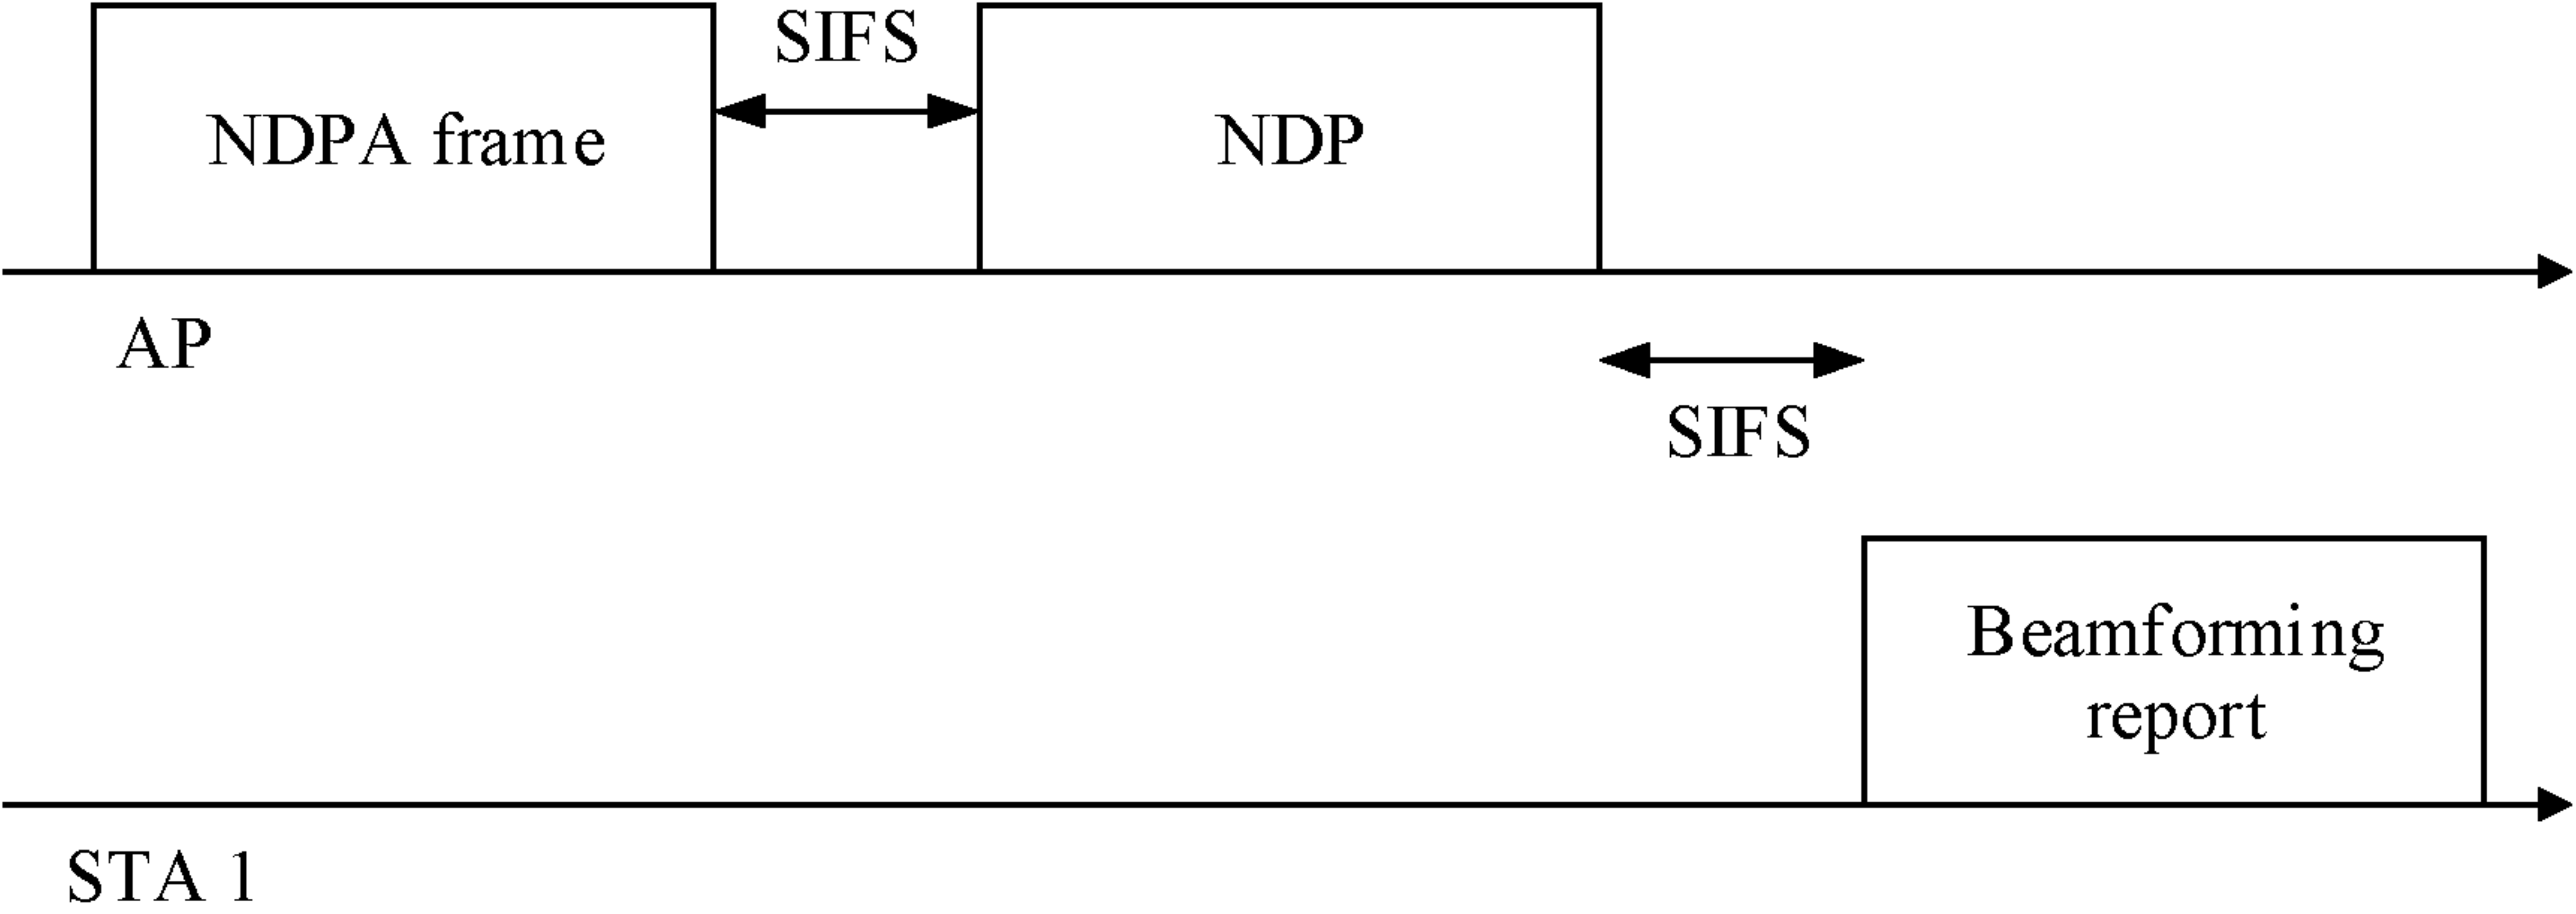 SIFS
NDPA frame
NDP
AP
SIFS
Beamforming
report
STA 1